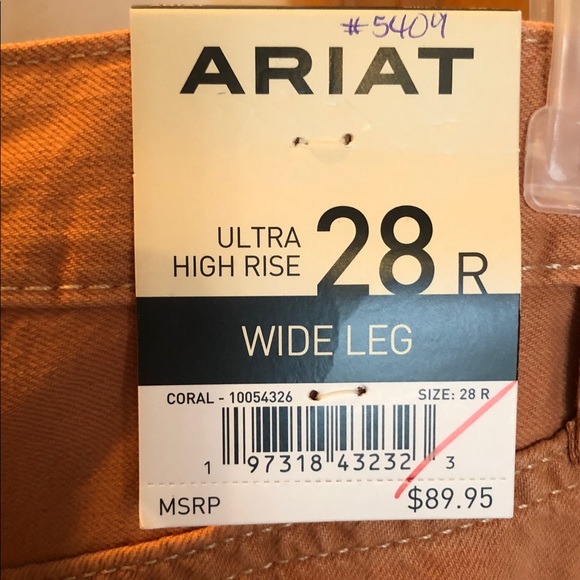 #5404
ARIAT
ULTRA
HIGH RISE
28 R
WIDE LEG
CORAL - 10054326 SIZE: 28 R
1 97318 43232 3
MSRP $89.95